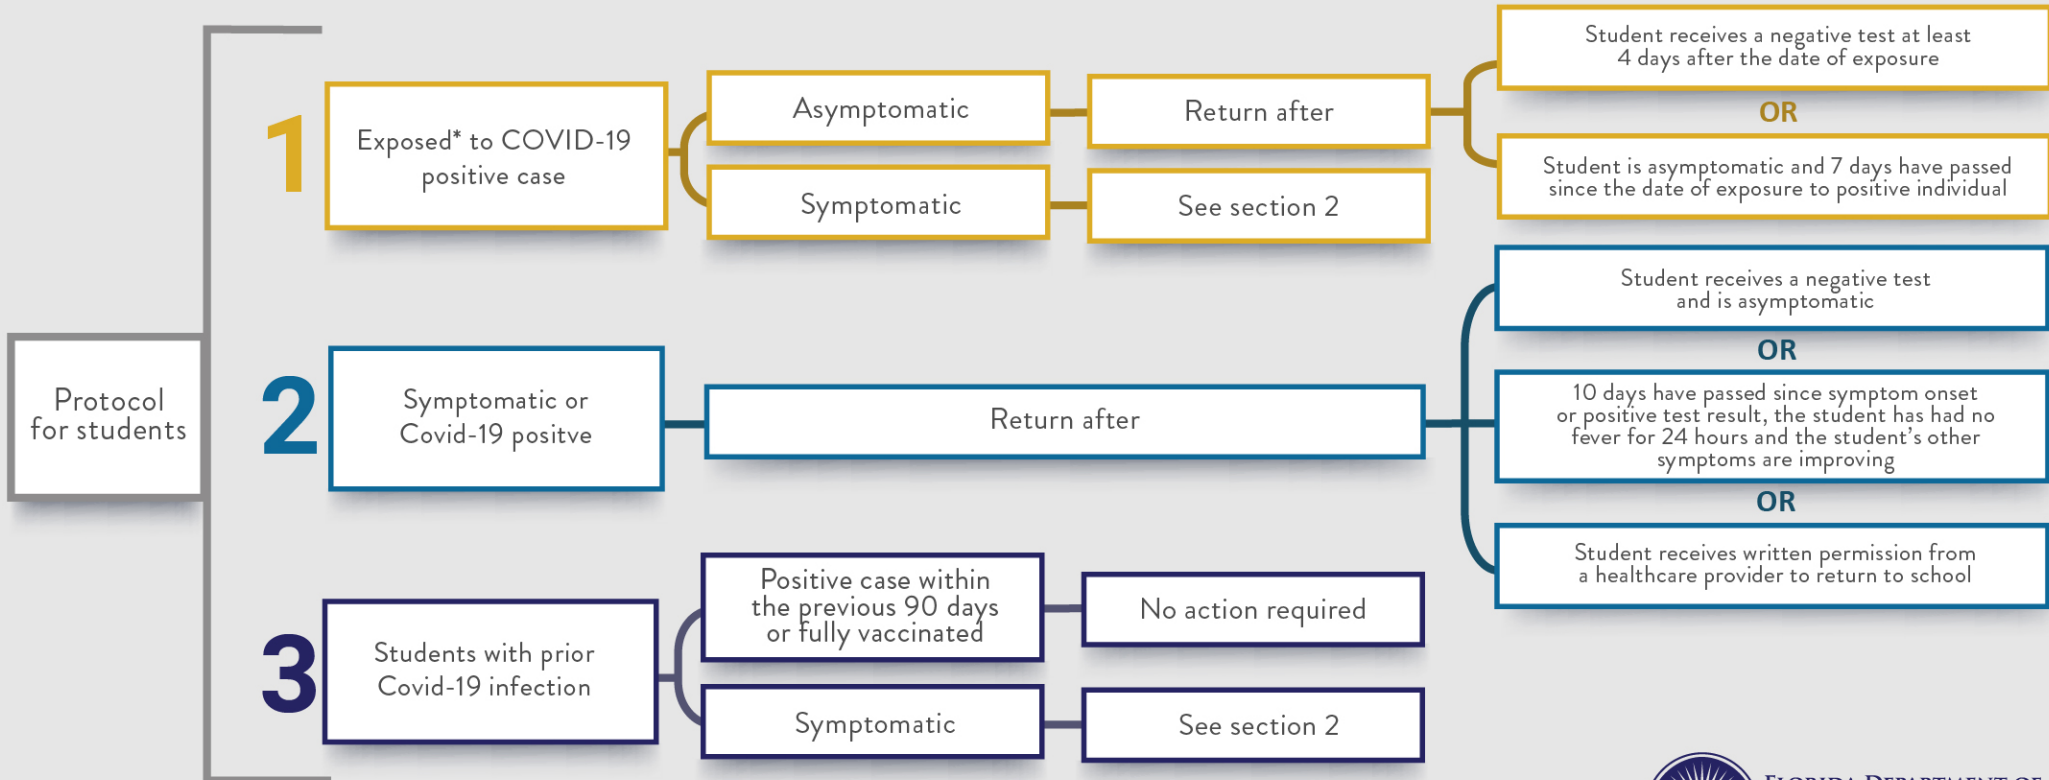 Protocol
for students
1
Exposed* to COVID-19
positive case
Asymptomatic
Return after
Student receives a negative test at least
4 days after the date of exposure
OR
Student is asymptomatic and 7 days have passed
since the date of exposure to positive individual
Symptomatic
See section 2
2
Symptomatic or
Covid-19 positve
Return after
Student receives a negative test
and is asymptomatic
OR
10 days have passed since symptom onset
or positive test result, the student has had no
fever for 24 hours and the student's other
symptoms are improving
OR
Student receives written permission from
a healthcare provider to return to school
3
Students with prior
Covid-19 infection
Positive case within
the previous 90 days
or fully vaccinated
No action required
Symptomatic
See section 2
FLORIDA DEPARTMENT OF